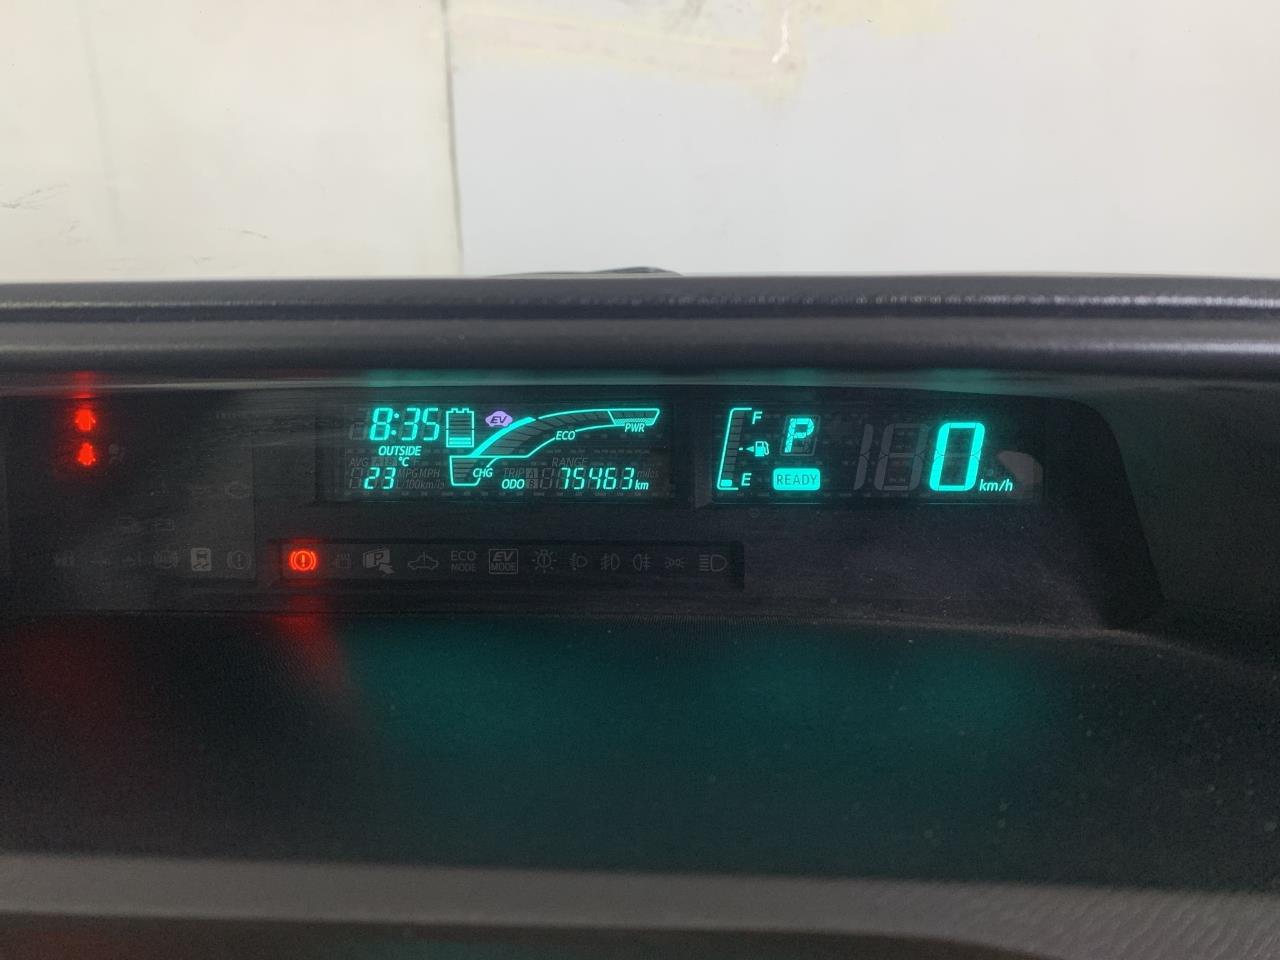 8:35
EV
OUTSIDE
23 °C
CHG
ECO
PWR
ODO 75463 km
F
E
P
READY
0 km/h
AVG
MPG MPH
L/100km/h
TRIP A B
RANGE
miles
P
ECO MODE
EV MODE